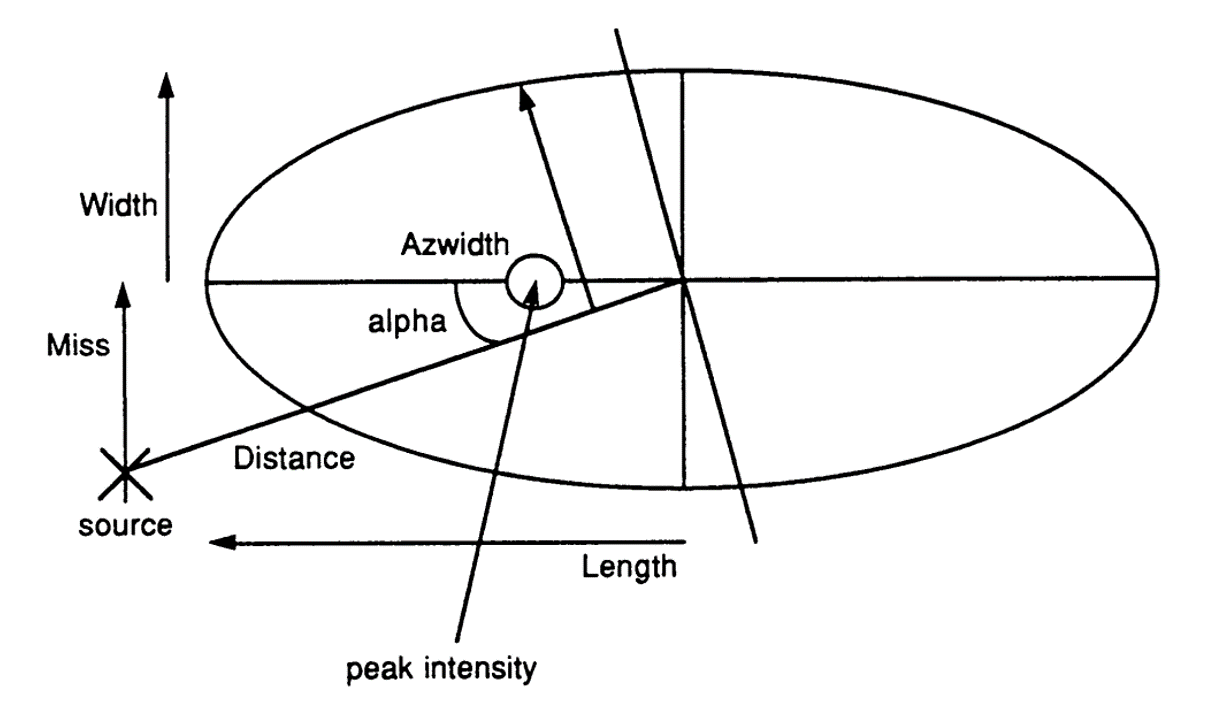 Width
Azwidth
alpha
Miss
Distance
source
Length
peak intensity